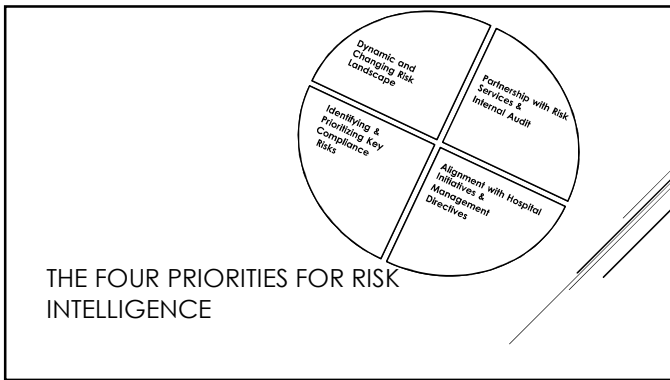 Dynamic and
Changing Risk
Landscape
Partnership with Risk
Services &
Internal Audit
Identifying &
Prioritizing Key
Compliance
Risks
Alignment with Hospital
Initiatives &
Management
Directives
THE FOUR PRIORITIES FOR RISK
INTELLIGENCE